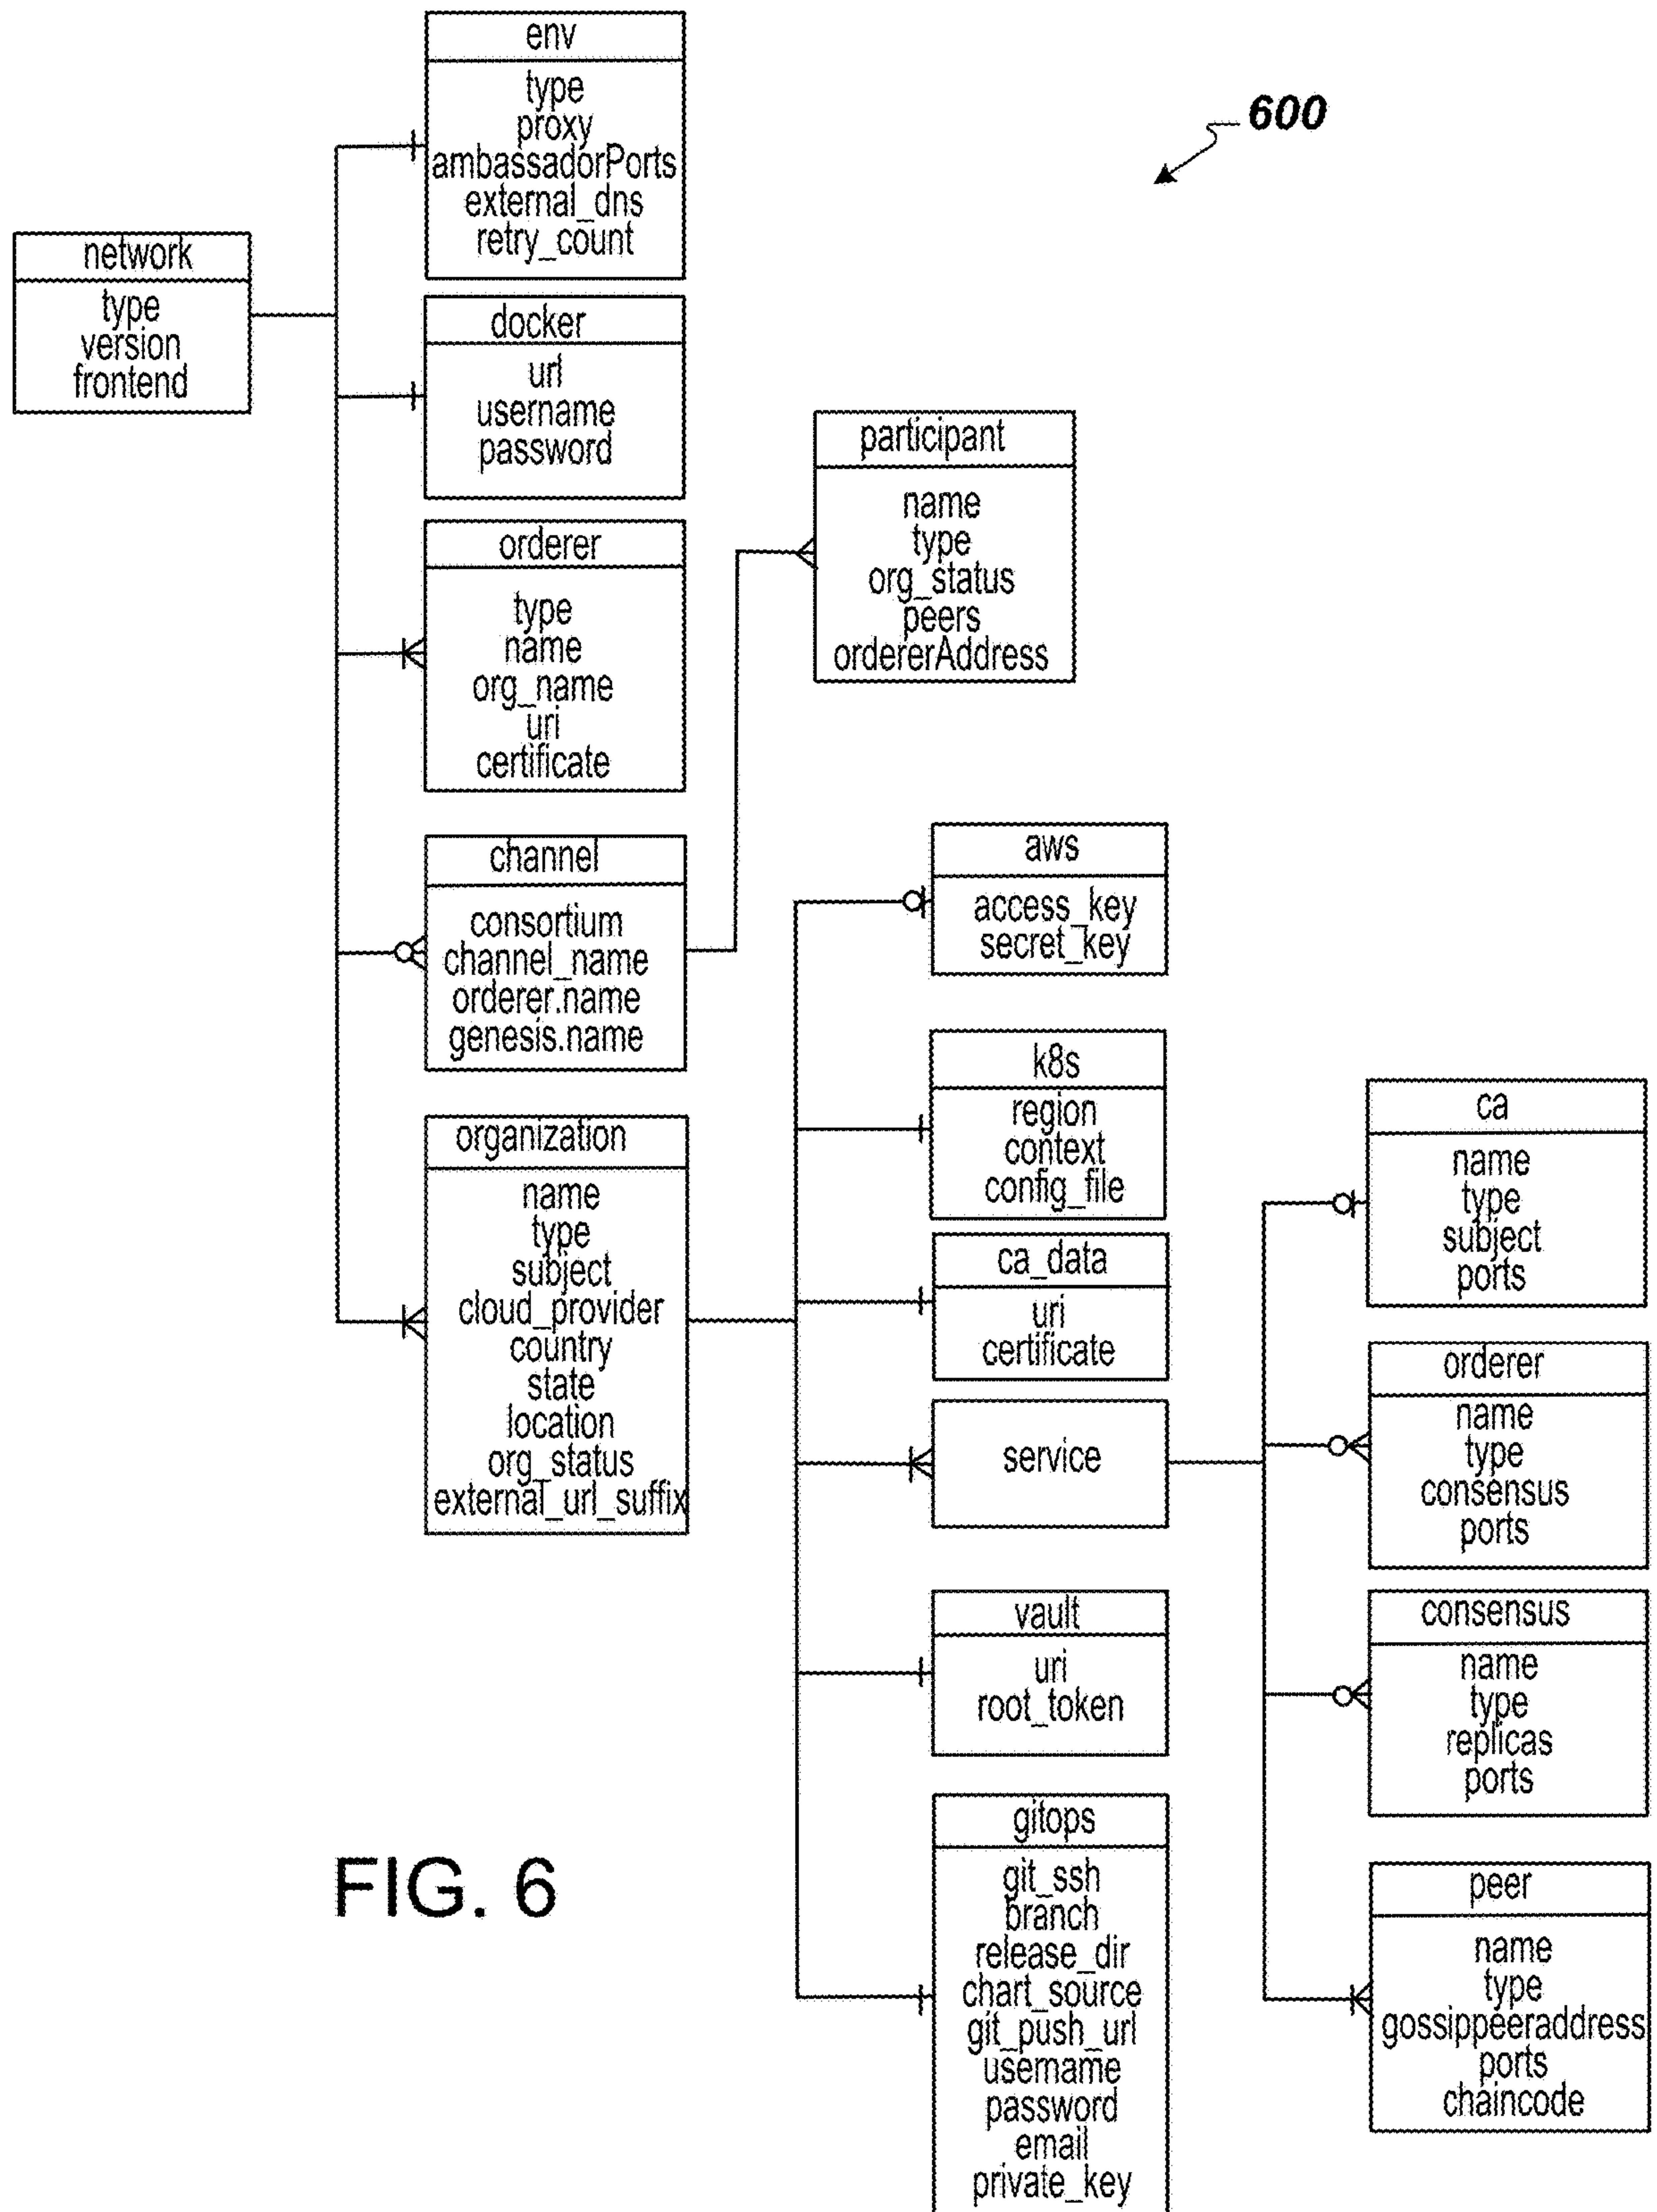 600
network
type
version
frontend
env
type
proxy
ambassadorPorts
external_dns
retry_count
docker
url
username
password
orderer
type
name
org_name
uri
certificate
channel
consortium
channel_name
orderer.name
genesis.name
organization
name
type
subject
cloud_provider
country
state
location
org_status
external_url_suffix
participant
name
type
org_status
peers
ordererAddress
aws
access_key
secret_key
k8s
region
context
config_file
ca_data
uri
certificate
service
vault
uri
root_token
gitops
git_ssh
branch
release_dir
chart_source
git_push_url
username
password
email
private_key
ca
name
type
subject
ports
orderer
name
type
consensus
ports
consensus
name
type
replicas
ports
peer
name
type
gossippeeraddress
ports
chaincode
FIG. 6